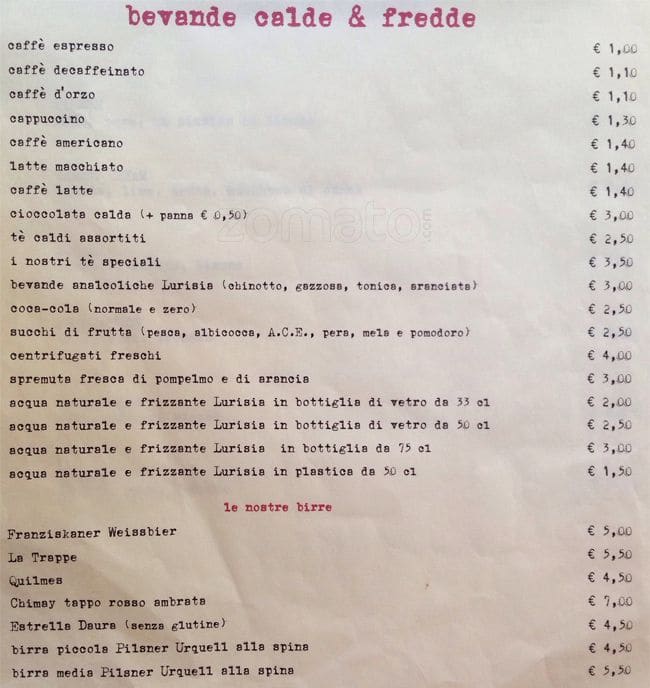 bevande calde & fredde
caffè espresso € 1,00
caffè decaffeinato € 1,10
caffè d'orzo € 1,10
cappuccino € 1,30
caffè americano € 1,40
latte macchiato € 1,40
caffè latte € 1,40
cioccolata calda (+ panna € 0,50) € 3,00
zomato.com
tè caldi assortiti € 2,50
i nostri tè speciali € 3,50
bevande analcoliche Lurisia (chinotto, gazzosa, tonica, aranciata) € 3,00
coca-cola (normale e zero) € 2,50
succhi di frutta (pesca, albicocca, A.C.E., pera, mela e pomodoro) € 2,50
centrifugati freschi € 4,00
spremuta fresca di pompelmo e di arancia € 3,00
acqua naturale e frizzante Lurisia in bottiglia di vetro da 33 cl € 2,00
acqua naturale e frizzante Lurisia in bottiglia di vetro da 50 cl € 2,50
acqua naturale e frizzante Lurisia in bottiglia da 75 cl € 3,00
acqua naturale e frizzante Lurisia in plastica da 50 cl € 1,50
le nostre birre
Franziskaner Weissbier € 5,00
La Trappe € 5,50
Quilmes € 4,50
Chimay tappo rosso ambrata € 7,00
Estrella Daura (senza glutine) € 4,50
birra piccola Pilsner Urquell alla spina € 4,50
birra media Pilsner Urquell alla spina € 5,50